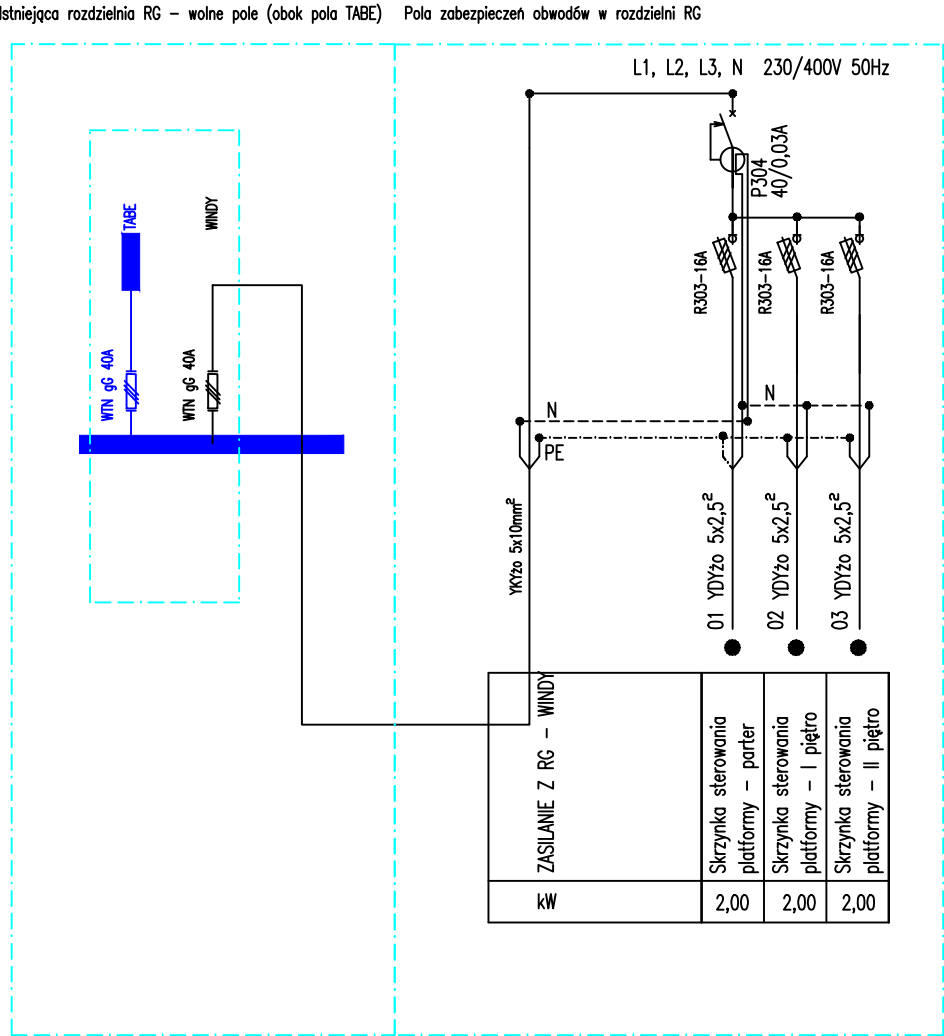 Istniejąca rozdzielnia RG – wolne pole (obok pola TABE)
Pola zabezpieczeń obwodów w rozdzielni RG
L1, L2, L3, N 230/400V 50Hz
TABE
WINDY
WTN gG 40A
WTN gG 40A
P304
40/0,03A
R303-16A
R303-16A
R303-16A
N
N
PE
YKYżo 5x10mm²
01 YDYżo 5x2,5²
02 YDYżo 5x2,5²
03 YDYżo 5x2,5²
ZASILANIE Z RG - WINDY
Skrzynka sterowania
platformy – parter
Skrzynka sterowania
platformy – I piętro
Skrzynka sterowania
platformy – II piętro
kW
2,00
2,00
2,00